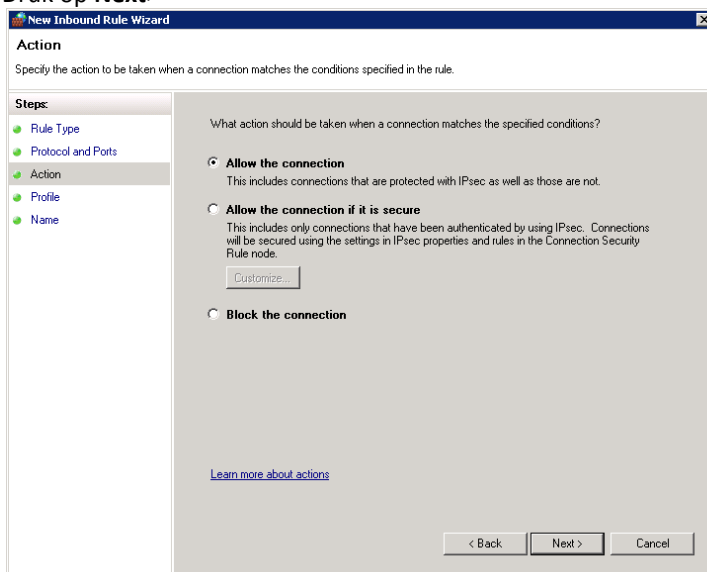 Druk op Next.
New Inbound Rule Wizard
Action
Specify the action to be taken when a connection matches the conditions specified in the rule.
Steps:
Rule Type
Protocol and Ports
Action
Profile
Name
What action should be taken when a connection matches the specified conditions?
Allow the connection
This includes connections that are protected with IPsec as well as those are not.
Allow the connection if it is secure
This includes only connections that have been authenticated by using IPsec. Connections
will be secured using the settings in IPsec properties and rules in the Connection Security
Rule node.
Customize...
Block the connection
Learn more about actions
< Back
Next >
Cancel